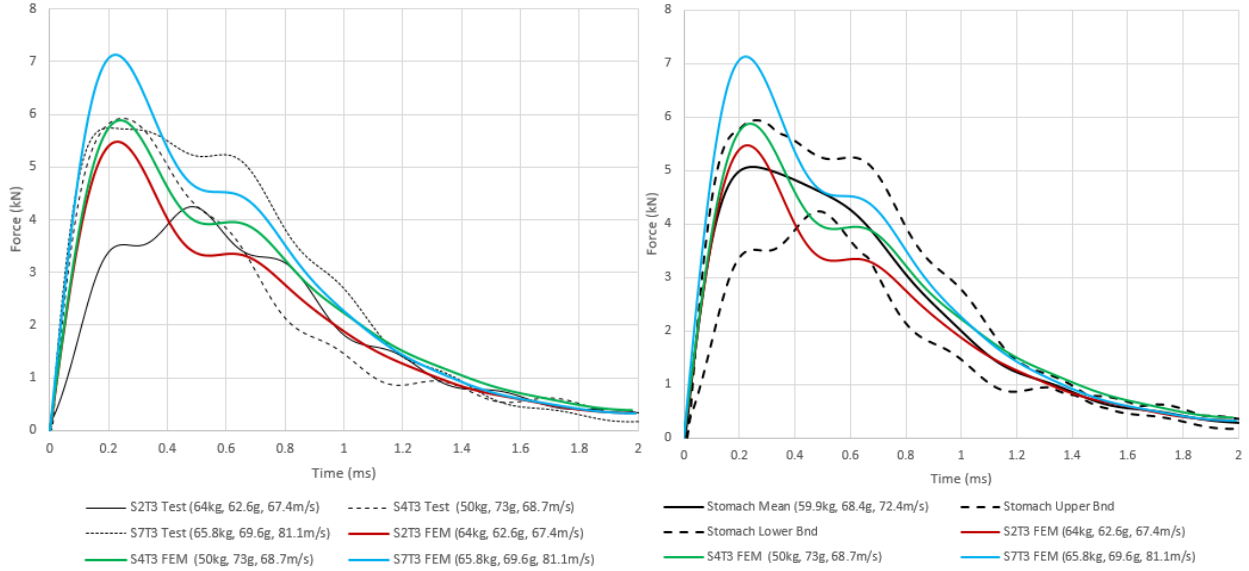 8
7
6
5
4
3
2
1
0
Force (kN)
0 0.2 0.4 0.6 0.8 1 1.2 1.4 1.6 1.8 2
Time (ms)
S2T3 Test (64kg, 62.6g, 67.4m/s) S4T3 Test (50kg, 73g, 68.7m/s)
S7T3 Test (65.8kg, 69.6g, 81.1m/s) S2T3 FEM (64kg, 62.6g, 67.4m/s)
S4T3 FEM (50kg, 73g, 68.7m/s) S7T3 FEM (65.8kg, 69.6g, 81.1m/s)
8
7
6
5
4
3
2
1
0
Force (kN)
0 0.2 0.4 0.6 0.8 1 1.2 1.4 1.6 1.8 2
Time (ms)
Stomach Mean (59.9kg, 68.4g, 72.4m/s) Stomach Upper Bnd
Stomach Lower Bnd S2T3 FEM (64kg, 62.6g, 67.4m/s)
S4T3 FEM (50kg, 73g, 68.7m/s) S7T3 FEM (65.8kg, 69.6g, 81.1m/s)